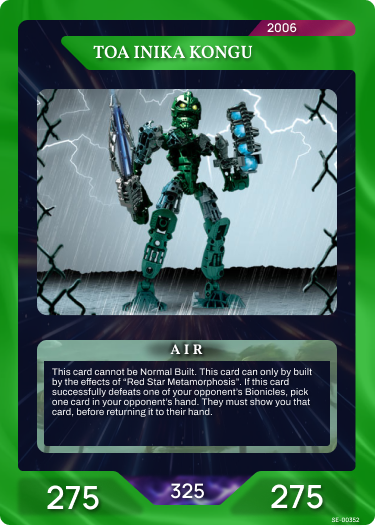 2006
TOA INIKA KONGU
AIR
This card cannot be Normal Built. This card can only by built
by the effects of “Red Star Metamorphosis”. If this card
successfully defeats one of your opponent’s Bionicles, pick
one card in your opponent’s hand. They must show you that
card, before returning it to their hand.
275
325
275
SE-00352